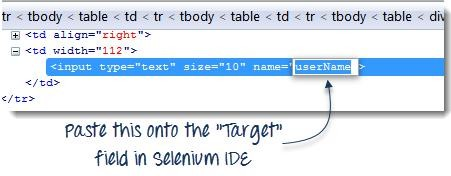 tr < tbody < table < td < tr < tbody < table < td < tr < tbody < table < div
<td align="right">
<td width="112">
<input type="text" size="10" name="userName">
</td>
</tr>
Paste this onto the "Target"
field in Selenium IDE